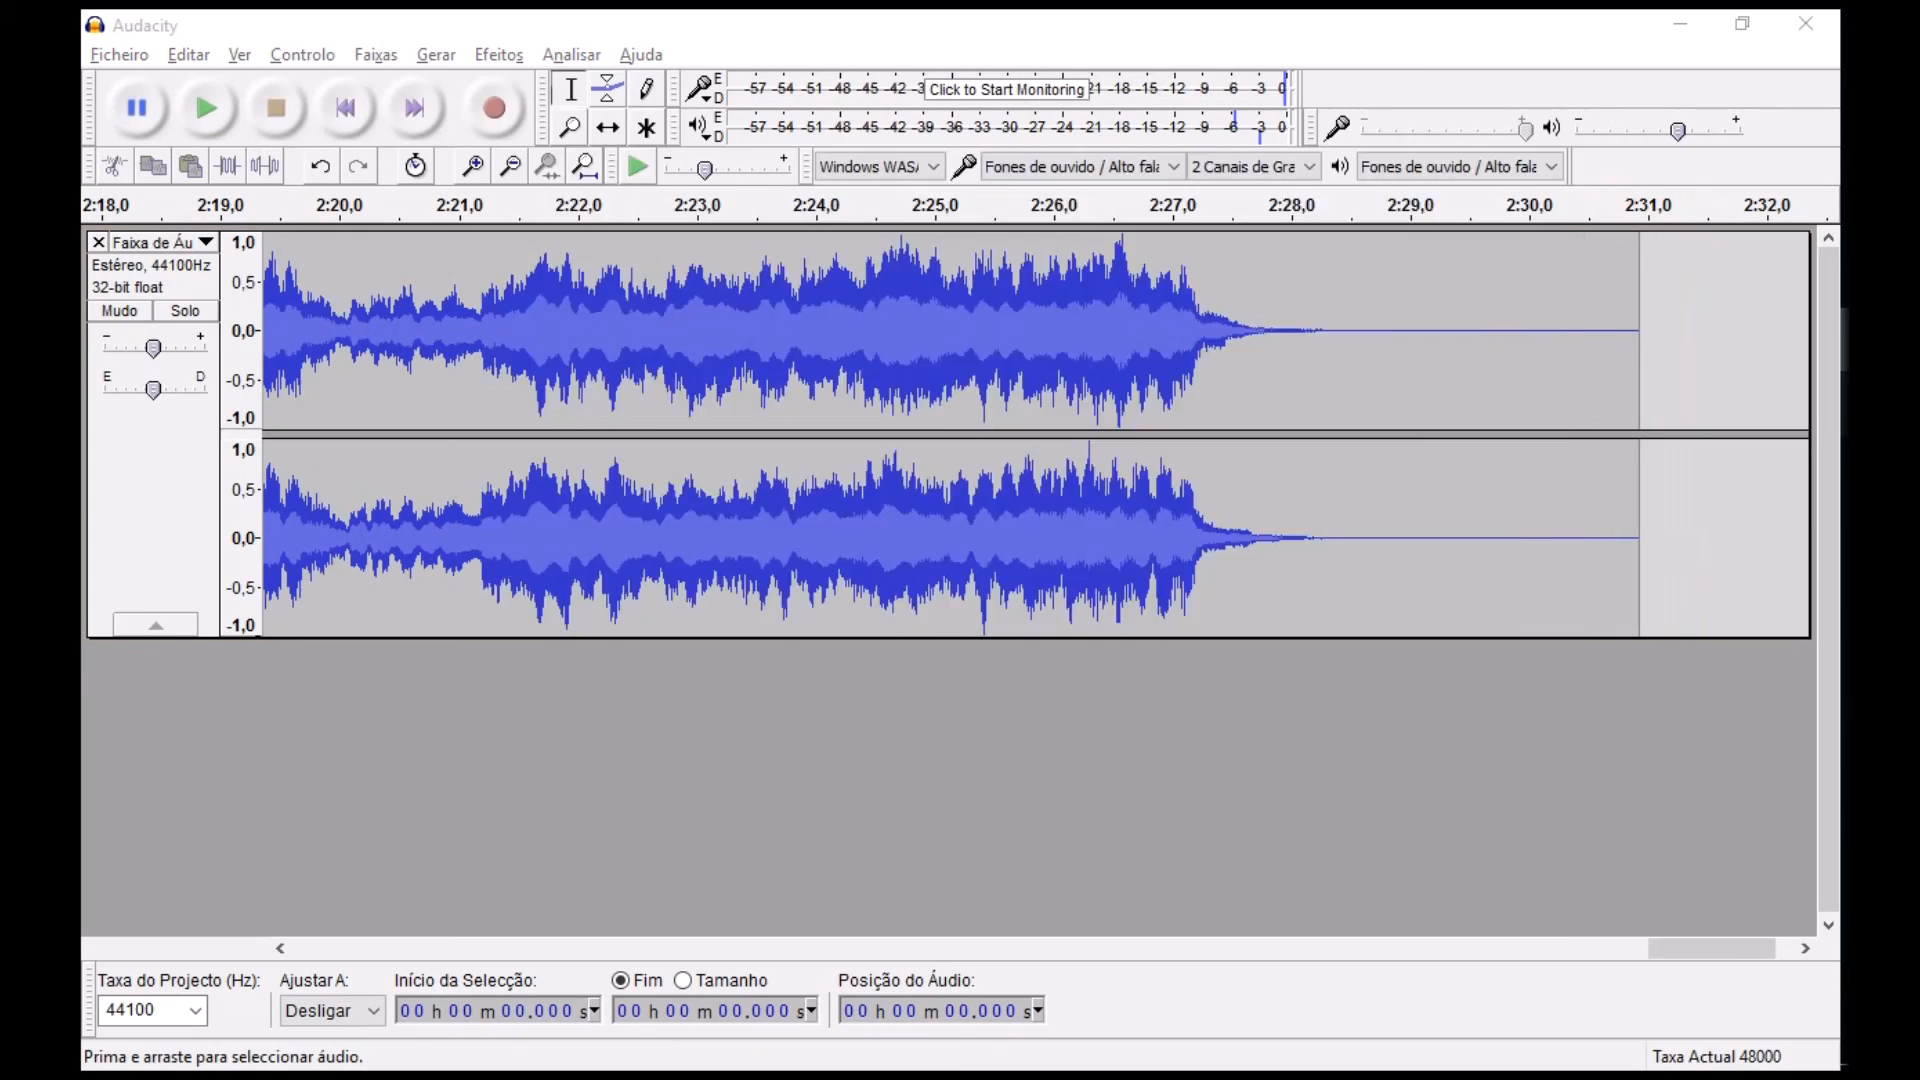 Audacity
Ficheiro Editar Ver Controlo Faixas Gerar Efeitos Analisar Ajuda
E -57 -54 -51 -48 -45 -42 -3 Click to Start Monitoring 21 -18 -15 -12 -9 -6 -3 0
D
E -57 -54 -51 -48 -45 -42 -39 -36 -33 -30 -27 -24 -21 -18 -15 -12 -9 -6 -3 0
D
- + - +
- + Windows WASA Fones de ouvido / Alto fala 2 Canais de Gra Fones de ouvido / Alto fala
2:18,0 2:19,0 2:20,0 2:21,0 2:22,0 2:23,0 2:24,0 2:25,0 2:26,0 2:27,0 2:28,0 2:29,0 2:30,0 2:31,0 2:32,0
Faixa de Áu
Estéreo, 44100Hz
32-bit float
Mudo Solo
- +
E D
1,0
0,5-
0,0-
-0,5-
-1,0
1,0
0,5-
0,0-
-0,5-
-1,0
Taxa do Projecto (Hz): Ajustar A: Início da Selecção: Fim Tamanho Posição do Áudio:
44100 Desligar 00 h 00 m 00.000 s 00 h 00 m 00.000 s 00 h 00 m 00.000 s
Prima e arraste para seleccionar áudio. Taxa Actual 48000